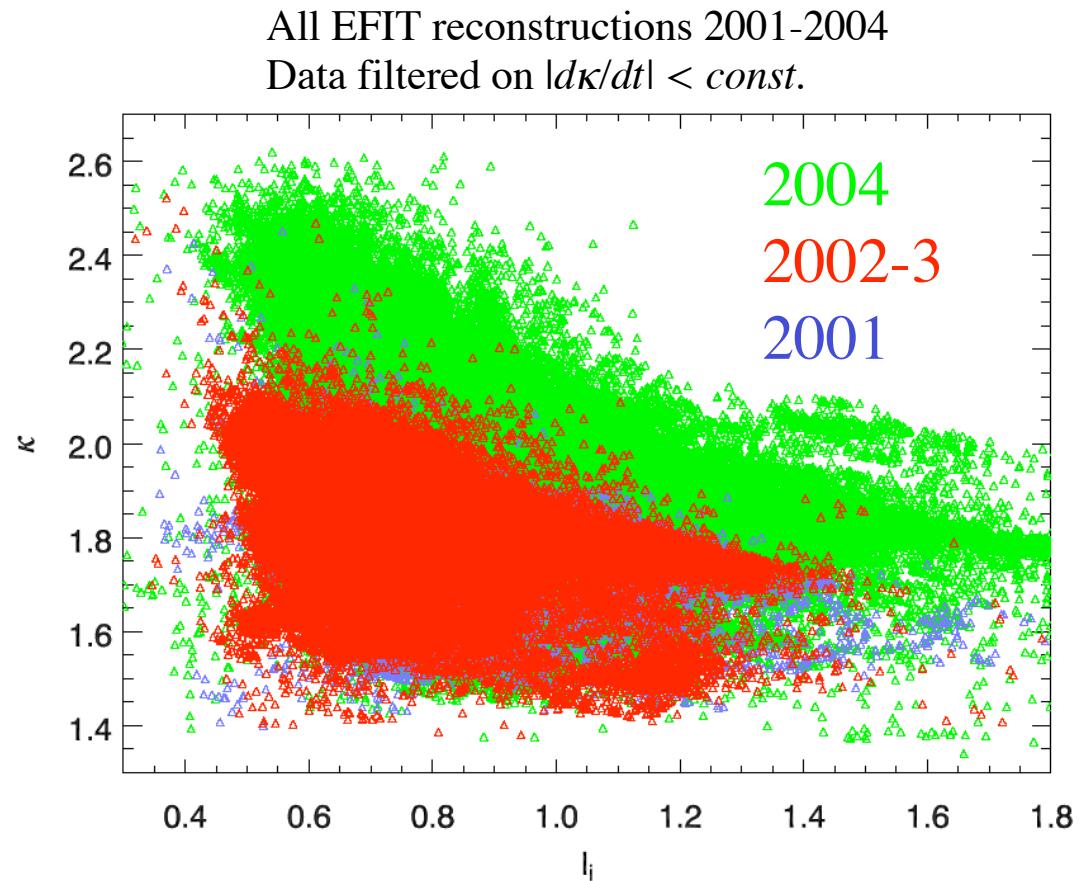 All EFIT reconstructions 2001-2004
Data filtered on |dκ/dt| < const.
2004
2002-3
2001
2.6
2.4
2.2
2.0
1.8
1.6
1.4
κ
0.4 0.6 0.8 1.0 1.2 1.4 1.6 1.8
l_i